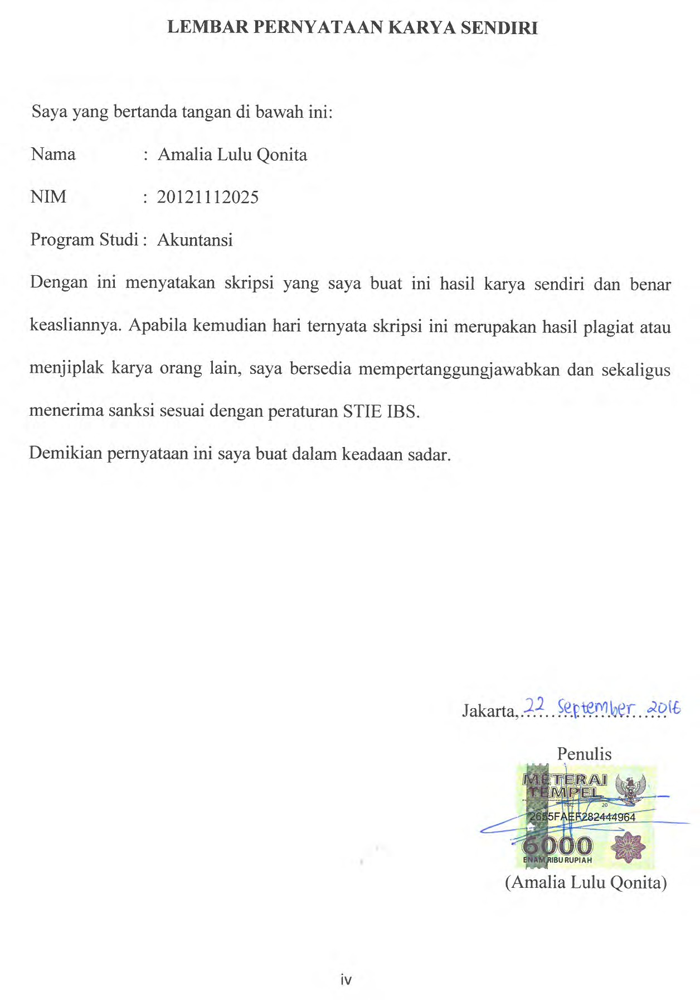 LEMBAR PERNYATAAN KARYA SENDIRI
Saya yang bertanda tangan di bawah ini:
Nama : Amalia Lulu Qonita
NIM : 20121112025
Program Studi : Akuntansi
Dengan ini menyatakan skripsi yang saya buat ini hasil karya sendiri dan benar
keasliannya. Apabila kemudian hari ternyata skripsi ini merupakan hasil plagiat atau
menjiplak karya orang lain, saya bersedia mempertanggungjawabkan dan sekaligus
menerima sanksi sesuai dengan peraturan STIE IBS.
Demikian pernyataan ini saya buat dalam keadaan sadar.
Jakarta, 22 September 2016
Penulis
METERAI
TEMPEL
20
6000
ENAM RIBU RUPIAH
(Amalia Lulu Qonita)
iv